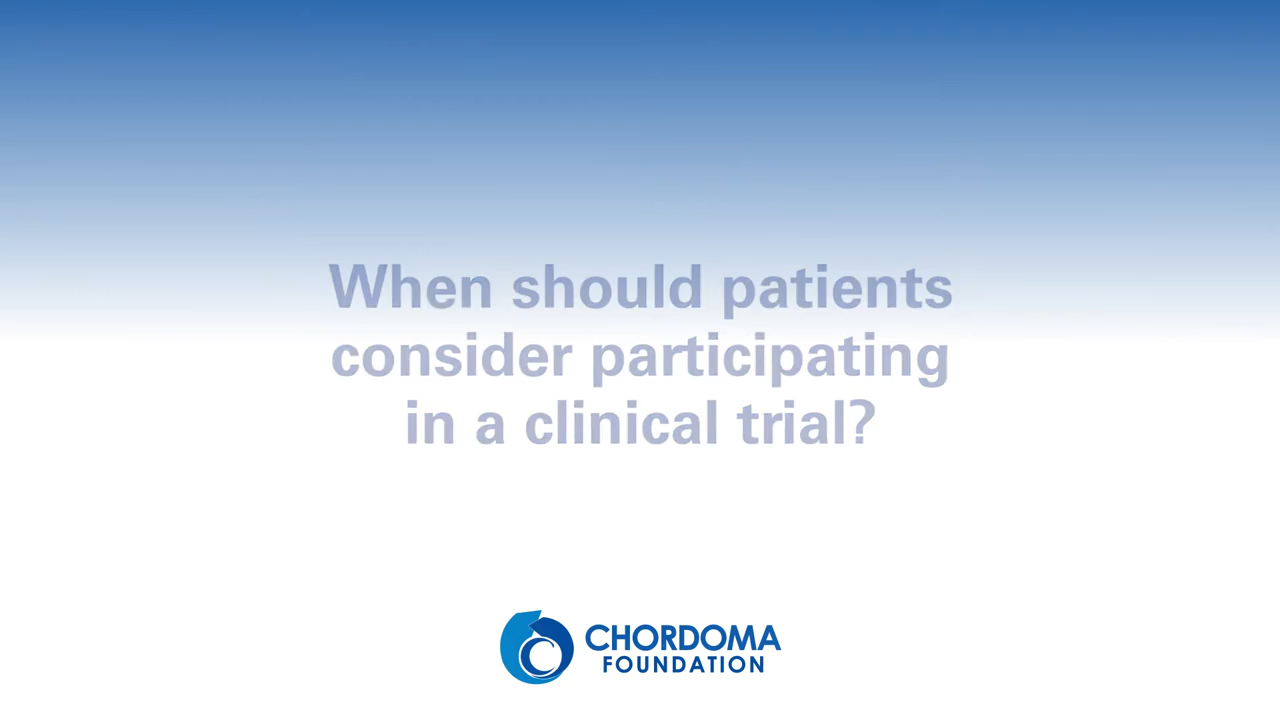 When should patients
consider participating
in a clinical trial?
CHORDOMA
FOUNDATION